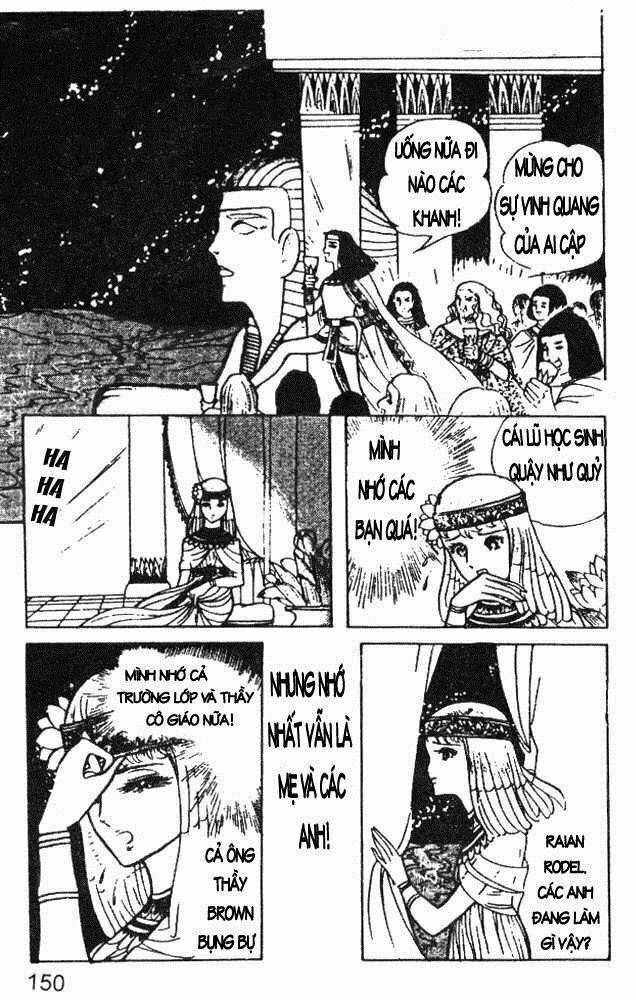 UỐNG NỮA ĐI
NÀO CÁC
KHANH!
MỪNG CHO
SỰ VINH QUANG
CỦA AI CẬP
HA
HA
HA
MÌNH
NHỚ CÁC
BẠN QUÁ!
CÁI LŨ HỌC SINH
QUẬY NHƯ QUỶ
MÌNH NHỚ CẢ
TRƯỜNG LỚP VÀ THẦY
CÔ GIÁO NỮA!
CẢ ÔNG
THẦY
BROWN
BỤNG BỰ
NHƯNG NHỚ
NHẤT VẪN LÀ
MẸ VÀ CÁC
ANH!
RAIAN
RODEL.
CÁC ANH
ĐANG LÀM
GÌ VẬY?
150